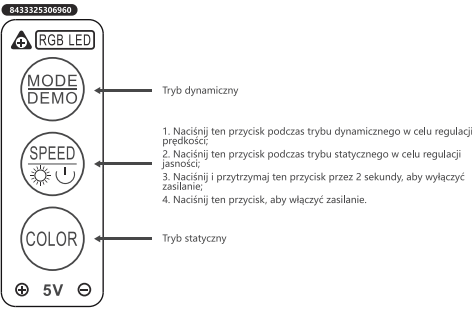 8433325306960
RGB LED
MODE
DEMO
Tryb dynamiczny
1. Naciśnij ten przycisk podczas trybu dynamicznego w celu regulacji
prędkości;
SPEED
2. Naciśnij ten przycisk podczas trybu statycznego w celu regulacji
jasności;
3. Naciśnij i przytrzymaj ten przycisk przez 2 sekundy, aby wyłączyć
zasilanie;
4. Naciśnij ten przycisk, aby włączyć zasilanie.
COLOR
Tryb statyczny
5V